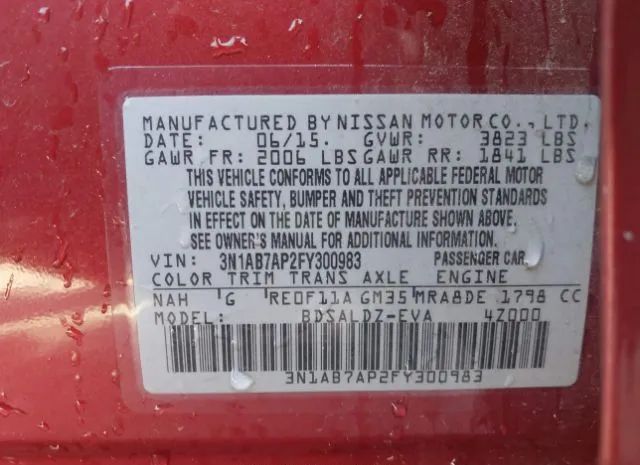 MANUFACTURED BY NISSAN MOTOR CO., LTD.
DATE: 06/15. GVWR: 3823 LBS
GAWR FR: 2006 LBS GAWR RR: 1841 LBS
THIS VEHICLE CONFORMS TO ALL APPLICABLE FEDERAL MOTOR
VEHICLE SAFETY, BUMPER AND THEFT PREVENTION STANDARDS
IN EFFECT ON THE DATE OF MANUFACTURE SHOWN ABOVE.
SEE OWNER'S MANUAL FOR ADDITIONAL INFORMATION.
VIN: 3N1AB7AP2FY300983 PASSENGER CAR
COLOR TRIM TRANS AXLE ENGINE
NAH G RE0F11A GM35 MRA8DE 1798 CC
MODEL: BDSALDZ-EVA 4Z000
3N1AB7AP2FY300983